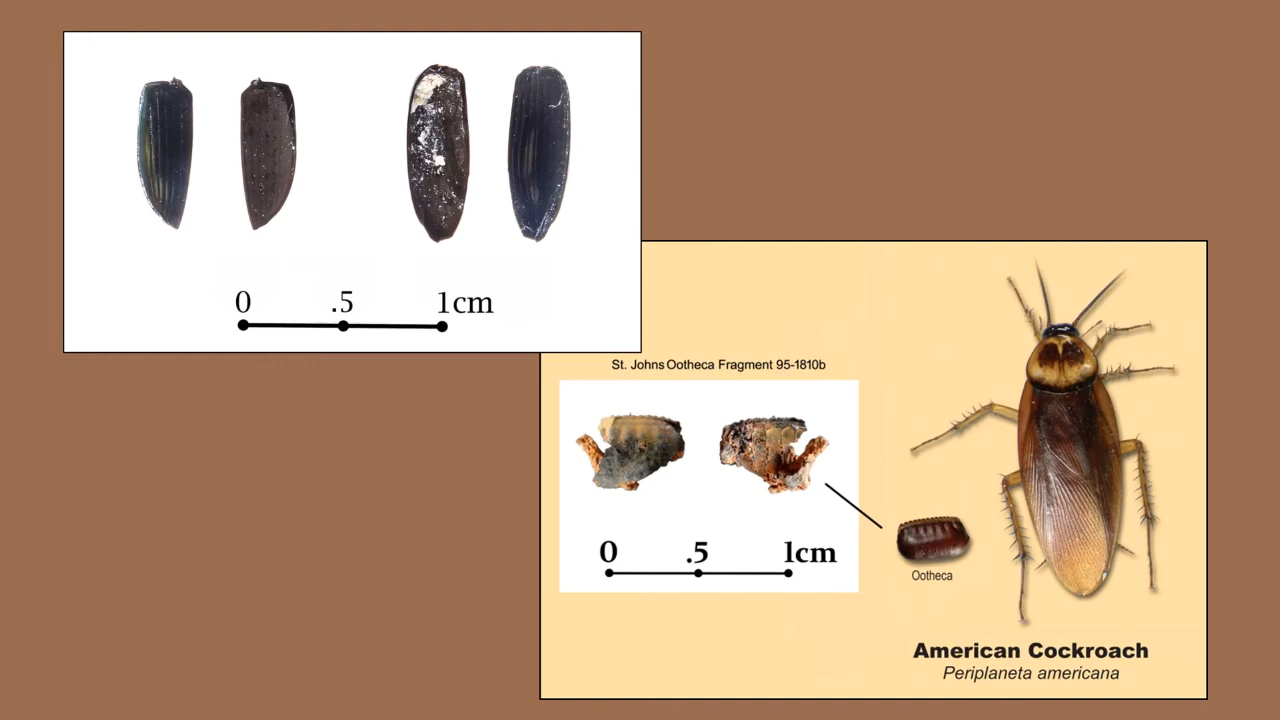 0 .5 1cm
St. Johns Ootheca Fragment 95-1810b
0 .5 1cm
Ootheca
American Cockroach
Periplaneta americana